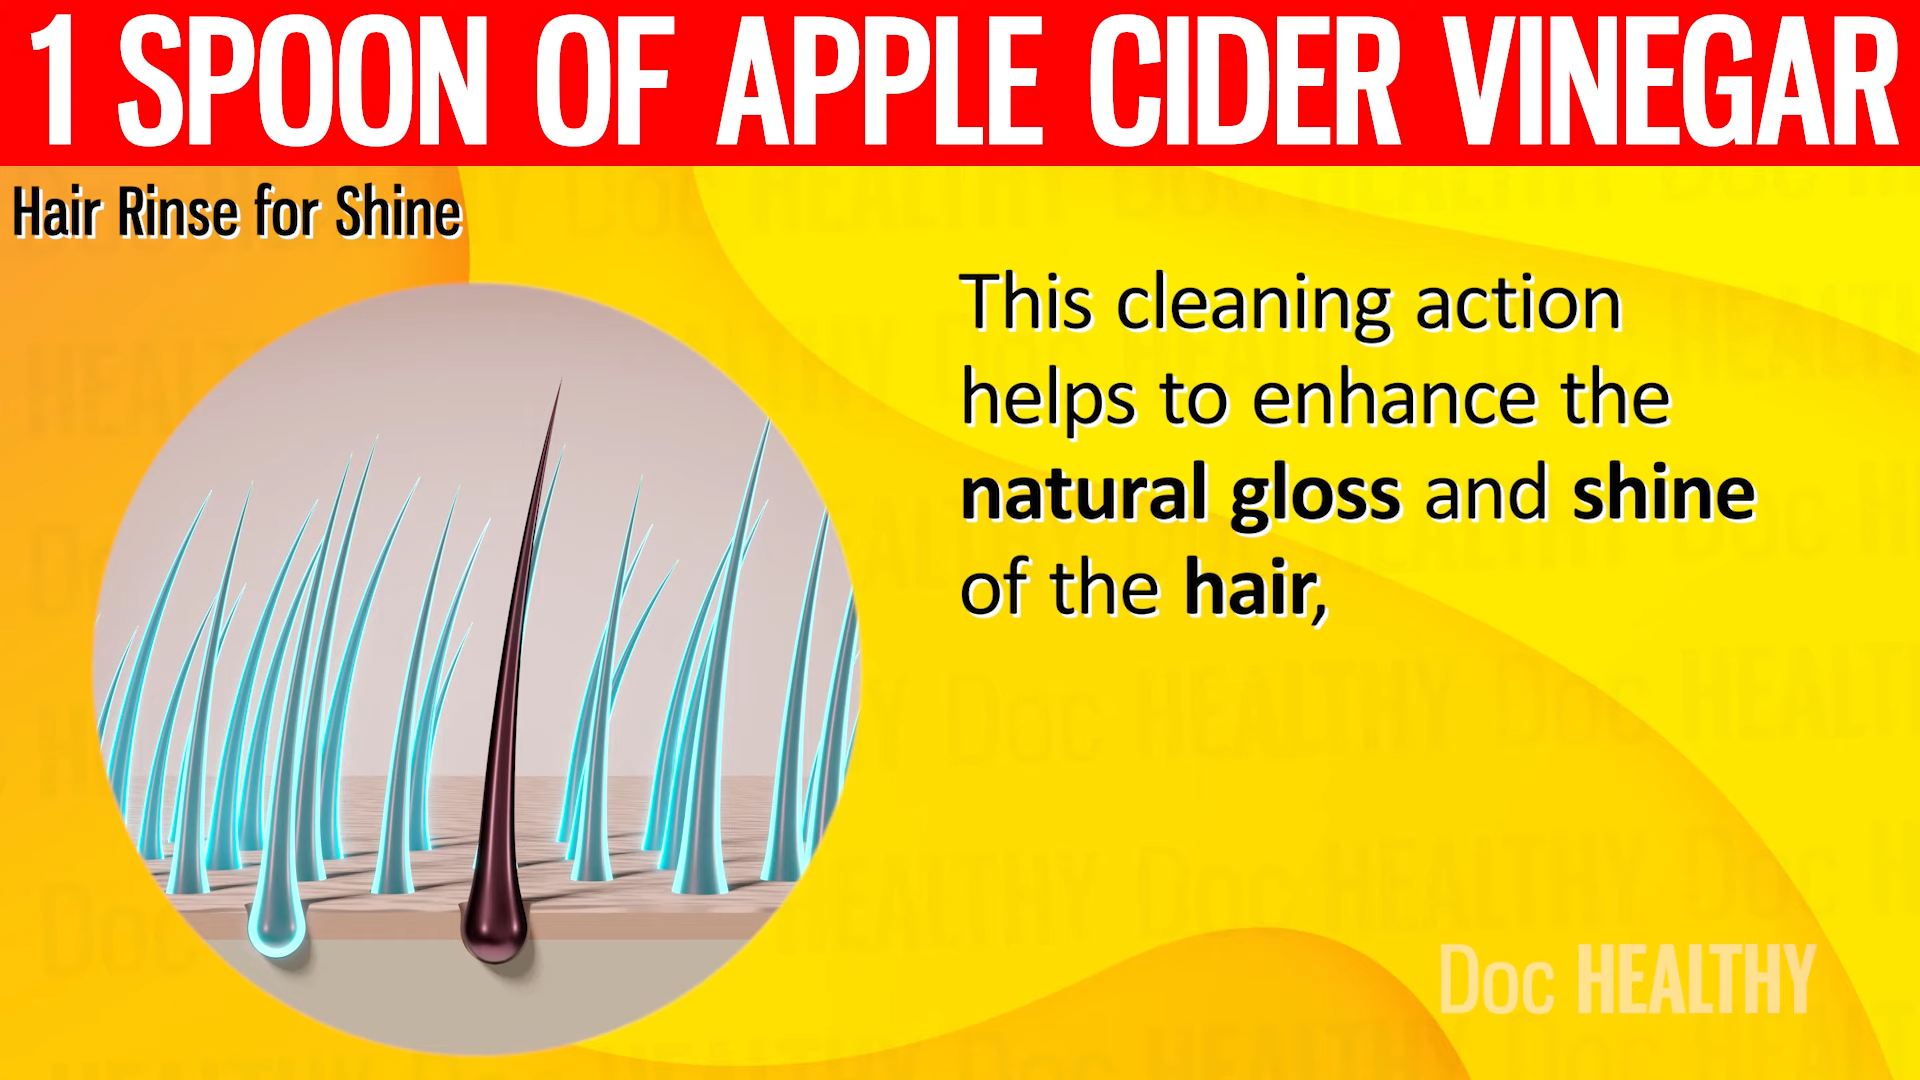 1 SPOON OF APPLE CIDER VINEGAR
Hair Rinse for Shine
This cleaning action
helps to enhance the
natural gloss and shine
of the hair,
Doc HEALTHY